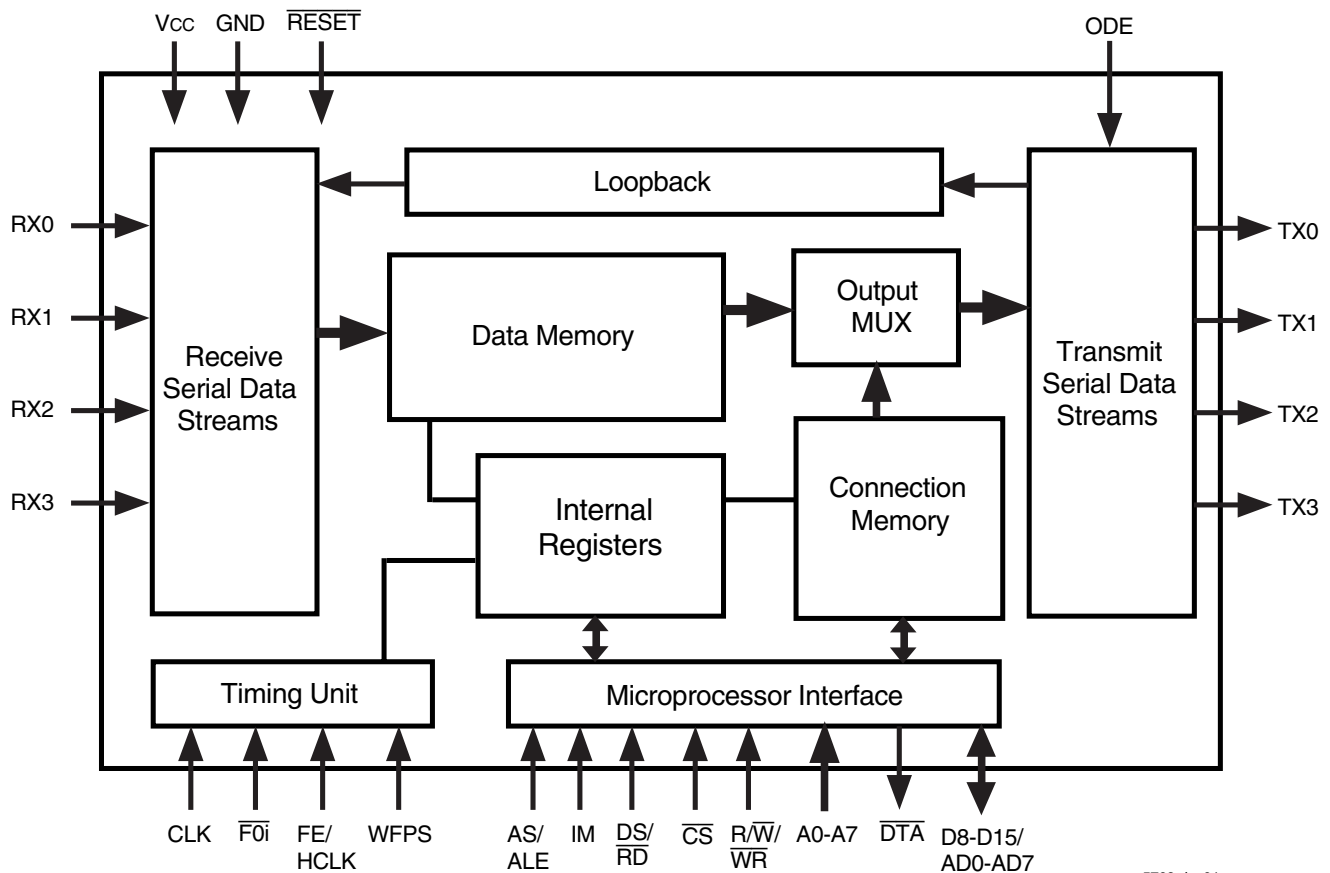 VCC GND RESET ODE
Loopback
RX0
RX1
RX2
RX3
Receive
Serial Data
Streams
Data Memory
Output
MUX
Transmit
Serial Data
Streams
TX0
TX1
TX2
TX3
Internal
Registers
Connection
Memory
Timing Unit
Microprocessor Interface
CLK
F0i
FE/
HCLK
WFPS
AS/
ALE
IM
DS/
RD
CS
R/W/
WR
A0-A7
DTA
D8-D15/
AD0-AD7